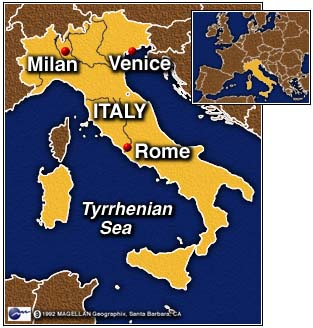 Milan
Venice
ITALY
Rome
Tyrrhenian
Sea
1992 MAGELLAN Geographix, Santa Barbara, CA